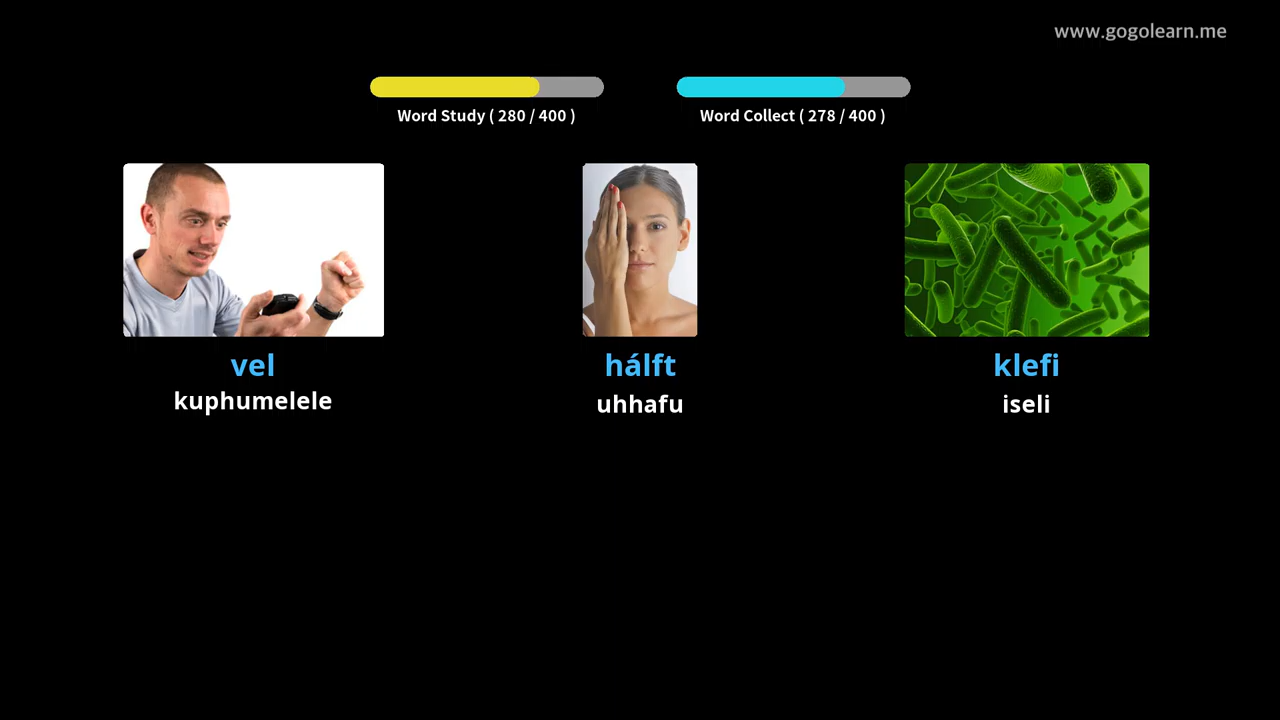 www.gogolearn.me
Word Study ( 280 / 400 )
Word Collect ( 278 / 400 )
vel
hálft
klefi
kuphumelele
uhhafu
iseli